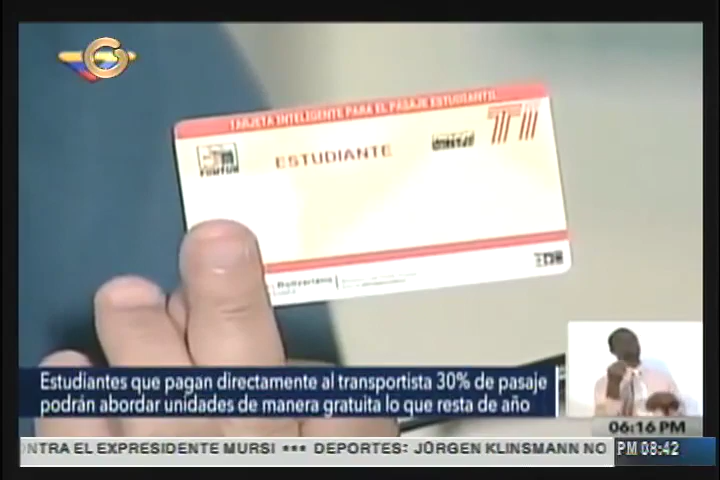 TARJETA INTELIGENTE PARA EL PASAJE ESTUDIANTIL
ESTUDIANTE
TI
Estudiantes que pagan directamente al transportista 30% de pasaje
podrán abordar unidades de manera gratuita lo que resta de año
06:16 PM
ONTRA EL EXPRESIDENTE MURSI *** DEPORTES: JÜRGEN KLINSMANN NO
PM 08:42